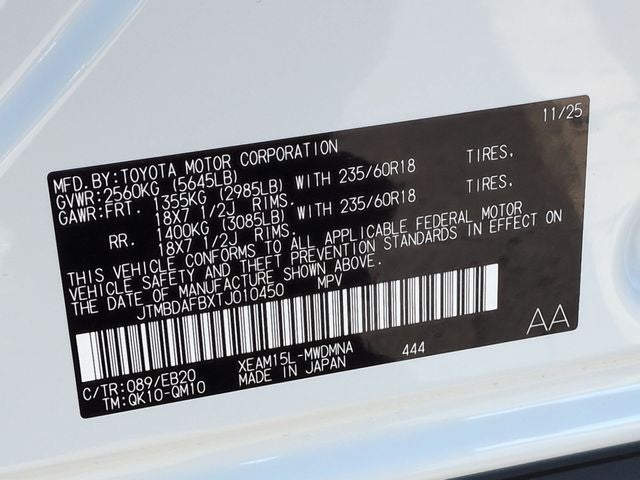 11/25
MFD.BY:TOYOTA MOTOR CORPORATION
GVWR:2560KG (5645LB)
GAWR:FRT. 1355KG (2985LB) WITH 235/60R18 TIRES,
18X7 1/2J RIMS.
RR. 1400KG (3085LB) WITH 235/60R18 TIRES,
18X7 1/2J RIMS.
THIS VEHICLE CONFORMS TO ALL APPLICABLE FEDERAL MOTOR
VEHICLE SAFETY AND THEFT PREVENTION STANDARDS IN EFFECT ON
THE DATE OF MANUFACTURE SHOWN ABOVE.
JTMBDAFBXTJ010450 MPV
AA
C/TR:089/EB20 XEAM15L-MWDMNA 444
TM:QK10-QM10 MADE IN JAPAN